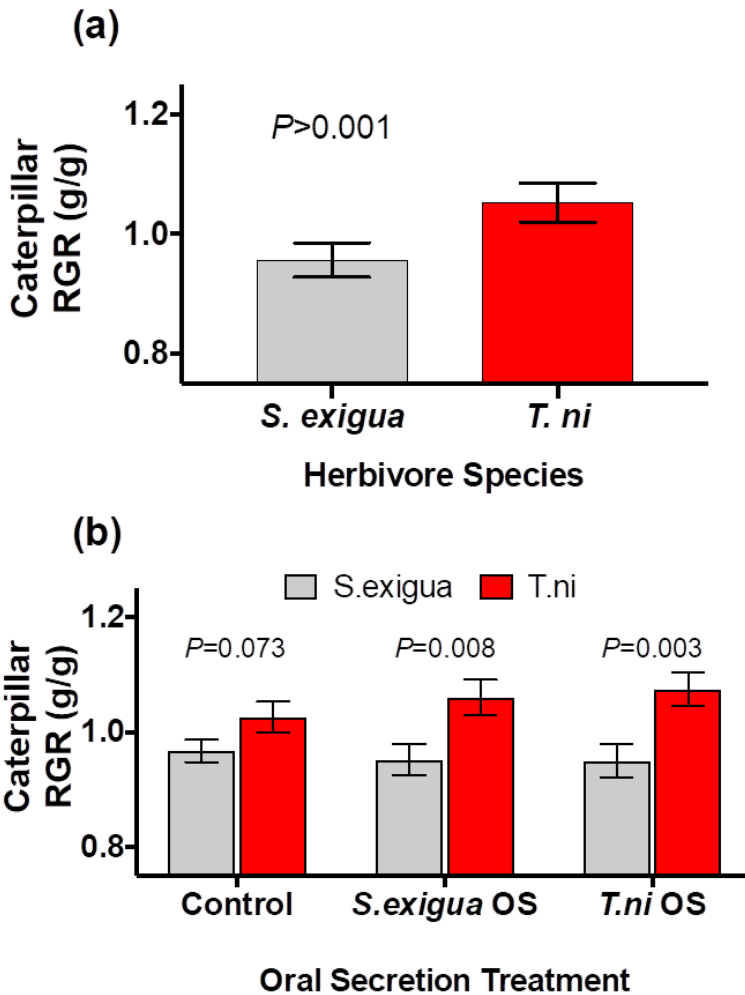 (a)
Caterpillar
RGR (g/g)
1.2
1.0
0.8
P>0.001
S. exigua
T. ni
Herbivore Species
(b)
S.exigua
T.ni
Caterpillar
RGR (g/g)
1.2
1.0
0.8
P=0.073
P=0.008
P=0.003
Control
S.exigua OS
T.ni OS
Oral Secretion Treatment